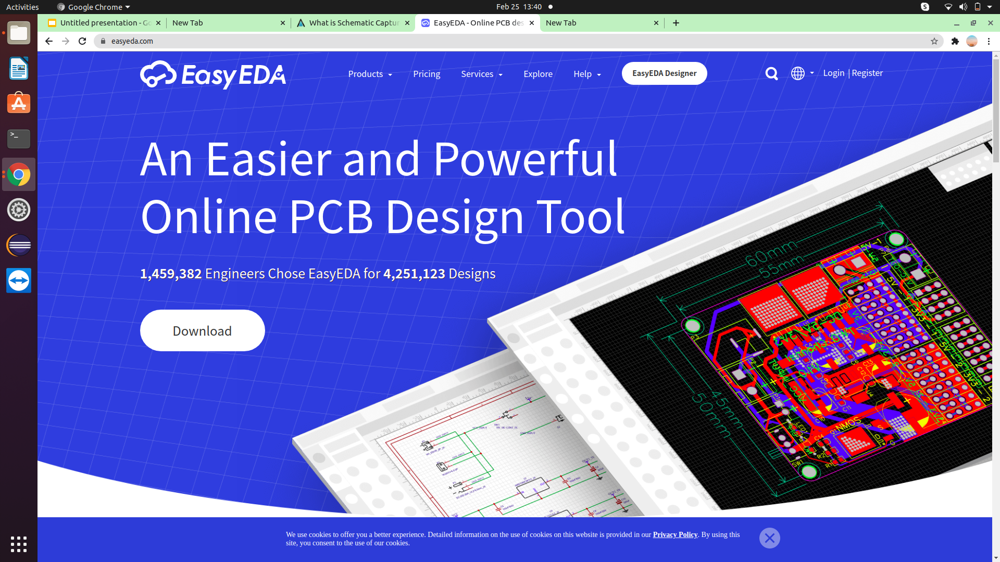 Activities
Google Chrome
Feb 25 13:40
Untitled presentation - Go
New Tab
What is Schematic Captur
EasyEDA - Online PCB des
New Tab
easyeda.com
EasyEDA
Products
Pricing
Services
Explore
Help
EasyEDA Designer
Login | Register
An Easier and Powerful
Online PCB Design Tool
1,459,382 Engineers Chose EasyEDA for 4,251,123 Designs
Download
60mm
55mm
45mm
50mm
NMOS
SW1
R2
R1
We use cookies to offer you a better experience. Detailed information on the use of cookies on this website is provided in our Privacy Policy. By using this
site, you consent to the use of our cookies.